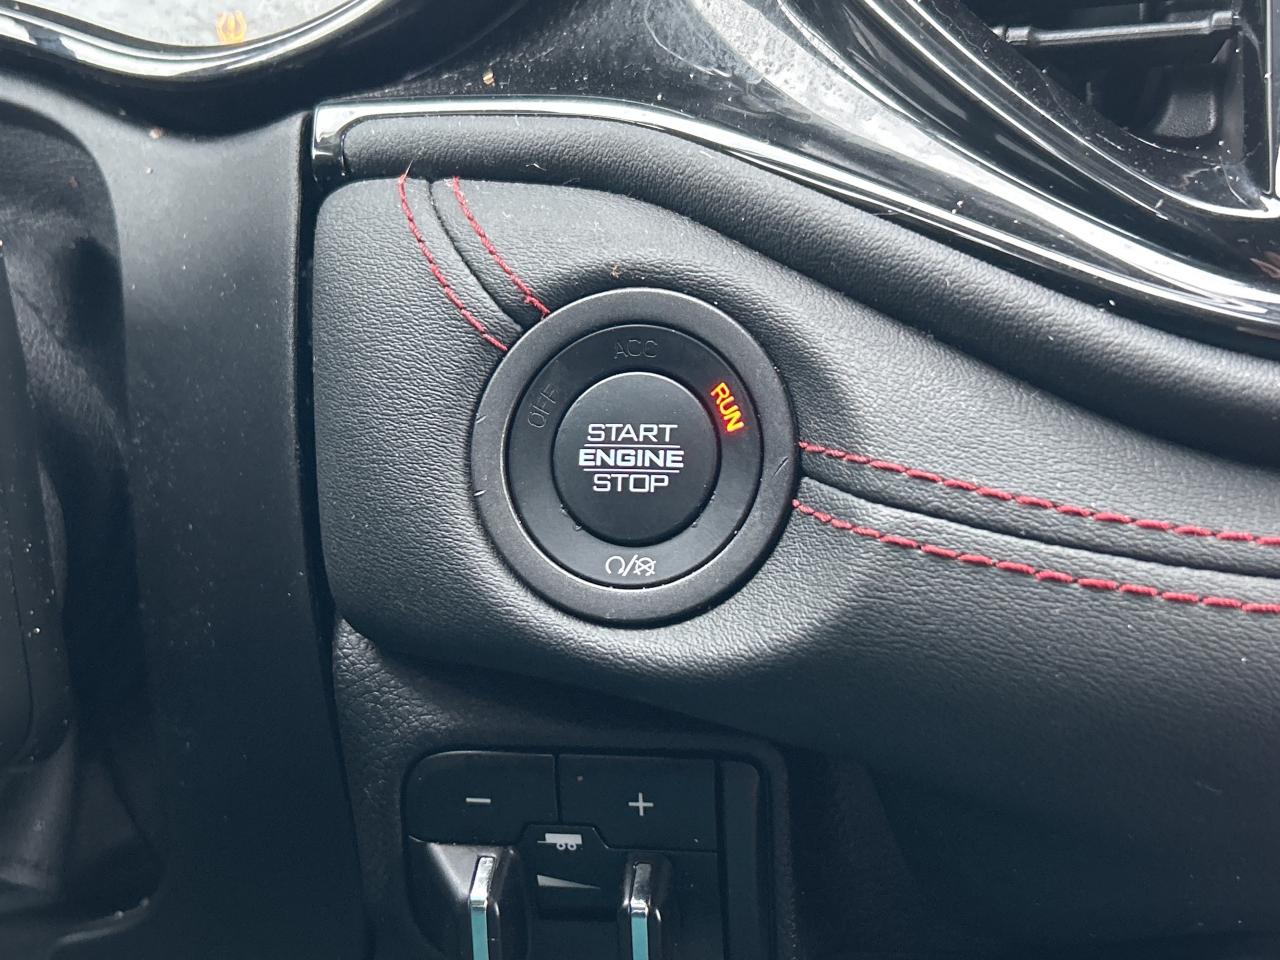 ACC
OFF
RUN
START
ENGINE
STOP
- +